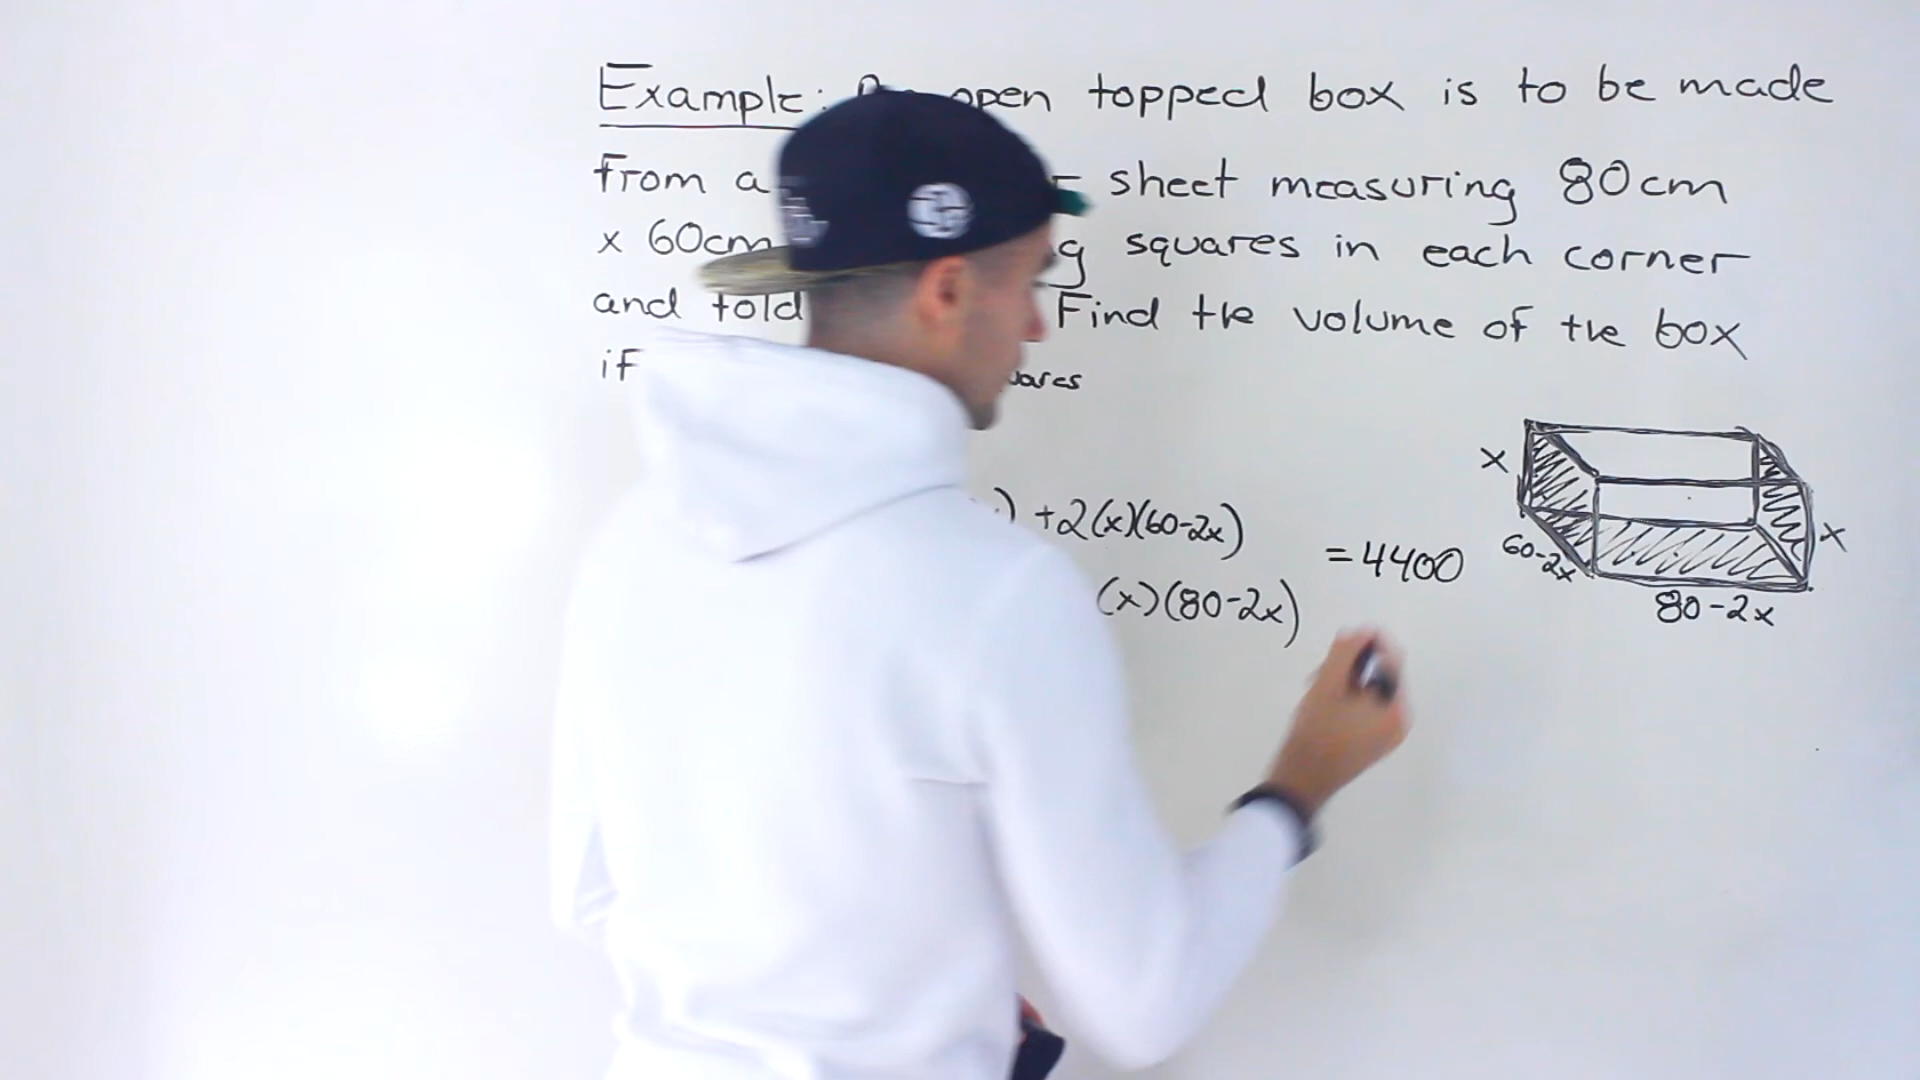 Example: open topped box is to be made
from a sheet measuring 80cm
x 60cm squares in each corner
and fold Find the volume of the box
if
+2(x)(60-2x)
(x)(80-2x)
=4400
x
x
60-2x
80-2x